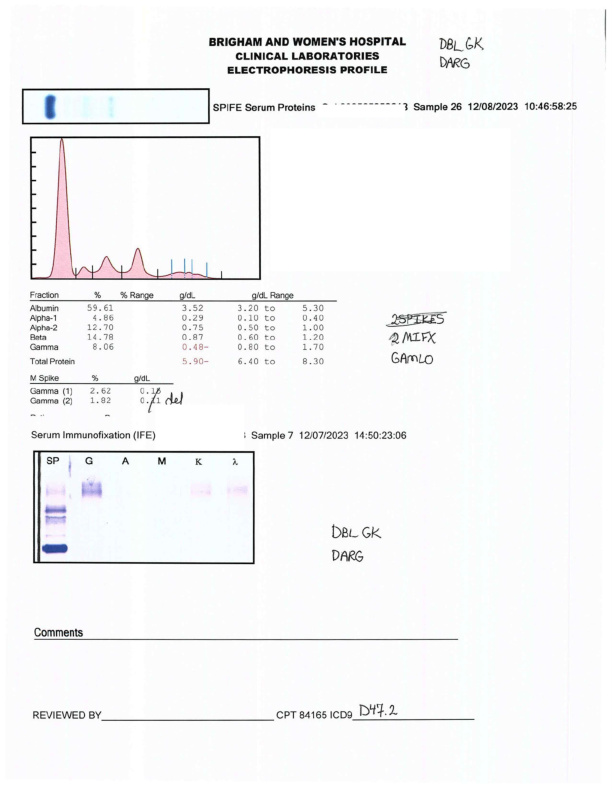 BRIGHAM AND WOMEN'S HOSPITAL
CLINICAL LABORATORIES
ELECTROPHORESIS PROFILE
DBL GK
DARG
SPIFE Serum Proteins Sample 26 12/08/2023 10:46:58:25
Fraction % % Range g/dL g/dL Range
Albumin 59.61 3.52 3.20 to 5.30
Alpha-1 4.86 0.29 0.10 to 0.40
Alpha-2 12.70 0.75 0.50 to 1.00
Beta 14.78 0.87 0.60 to 1.20
Gamma 8.06 0.48- 0.80 to 1.70
Total Protein 5.90- 6.40 to 8.30
2SPIKES
2 MIFX
GAMLO
M Spike % g/dL
Gamma (1) 2.62
Gamma (2) 1.82 del
Serum Immunofixation (IFE) Sample 7 12/07/2023 14:50:23:06
SP G A M K λ
DBL GK
DARG
Comments
REVIEWED BY CPT 84165 ICD9 D47.2